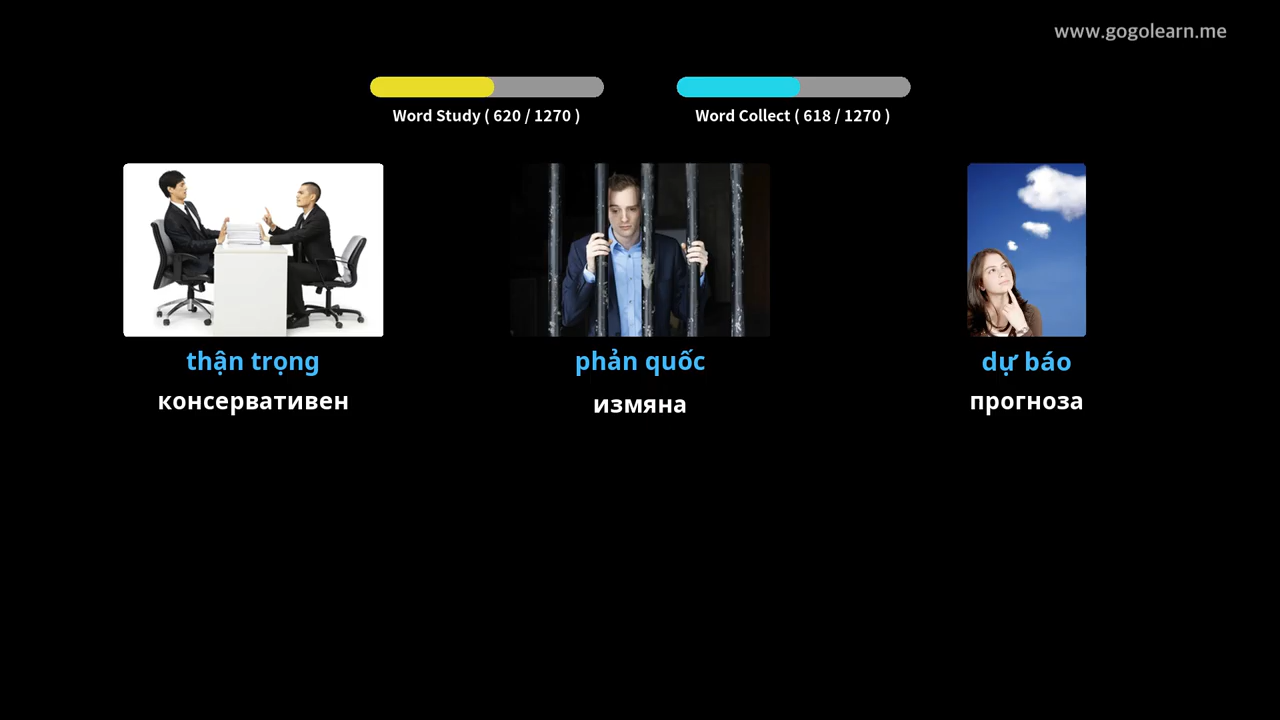 www.gogolearn.me
Word Study ( 620 / 1270 )
Word Collect ( 618 / 1270 )
thận trọng
консервативен
phản quốc
измяна
dự báo
прогноза